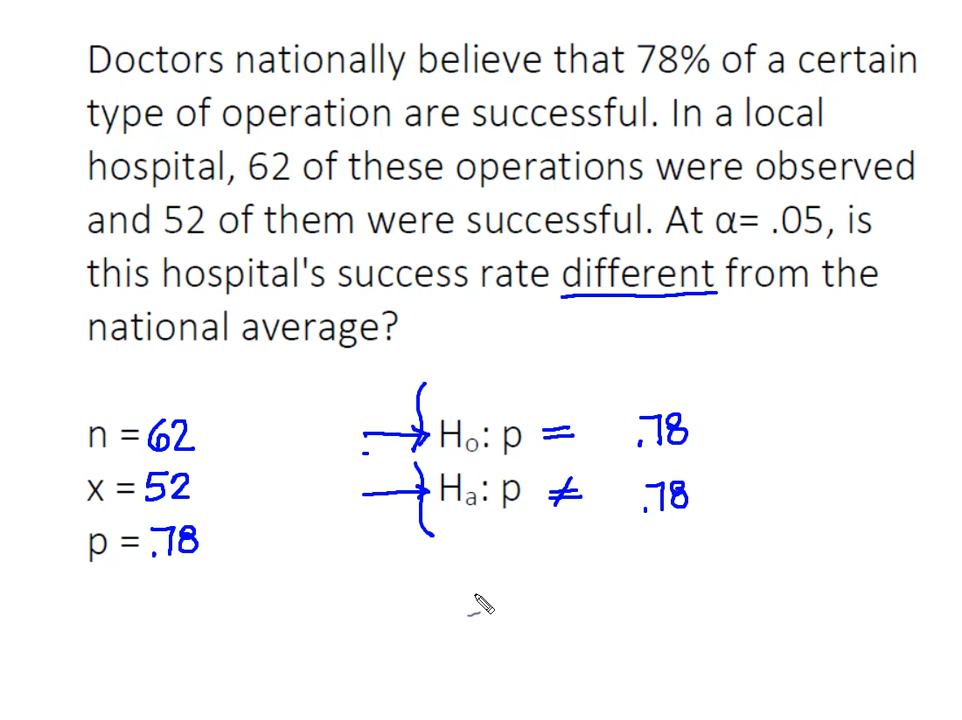 Doctors nationally believe that 78% of a certain
type of operation are successful. In a local
hospital, 62 of these operations were observed
and 52 of them were successful. At α= .05, is
this hospital's success rate different from the
national average?
n = 62
x = 52
p = .78
H₀: p = .78
Hₐ: p ≠ .78